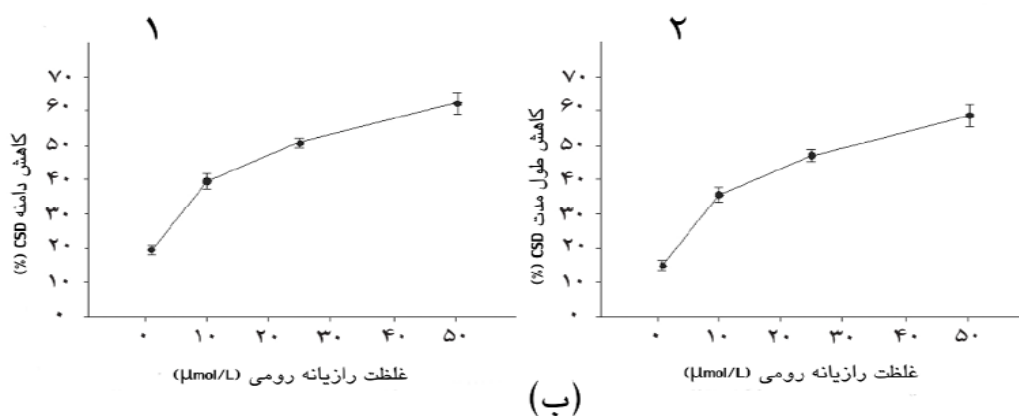 ۱
کاهش دامنه CSD (%)
۷۰
۶۰
۵۰
۴۰
۳۰
۲۰
۱۰
۰
۰ ۱۰ ۲۰ ۳۰ ۴۰ ۵۰
غلظت رازیانه رومی (μmol/L)
۲
کاهش طول مدت CSD (%)
۷۰
۶۰
۵۰
۴۰
۳۰
۲۰
۱۰
۰
۰ ۱۰ ۲۰ ۳۰ ۴۰ ۵۰
غلظت رازیانه رومی (μmol/L)
(ب)